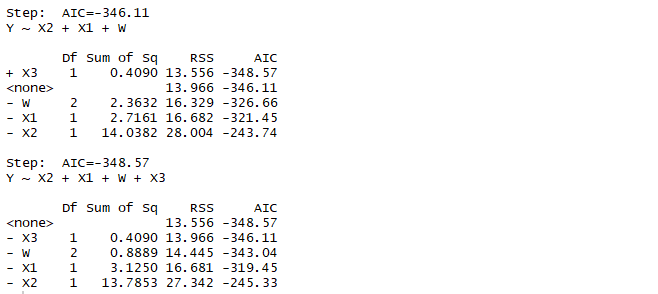 Step:  AIC=-346.11
Y ~ X2 + X1 + W
       Df Sum of Sq    RSS     AIC
+ X3    1    0.4090 13.556 -348.57
<none>              13.966 -346.11
- W     2    2.3632 16.329 -326.66
- X1    1    2.7161 16.682 -321.45
- X2    1   14.0382 28.004 -243.74
Step:  AIC=-348.57
Y ~ X2 + X1 + W + X3
       Df Sum of Sq    RSS     AIC
<none>              13.556 -348.57
- X3    1    0.4090 13.966 -346.11
- W     2    0.8889 14.445 -343.04
- X1    1    3.1250 16.681 -319.45
- X2    1   13.7853 27.342 -245.33